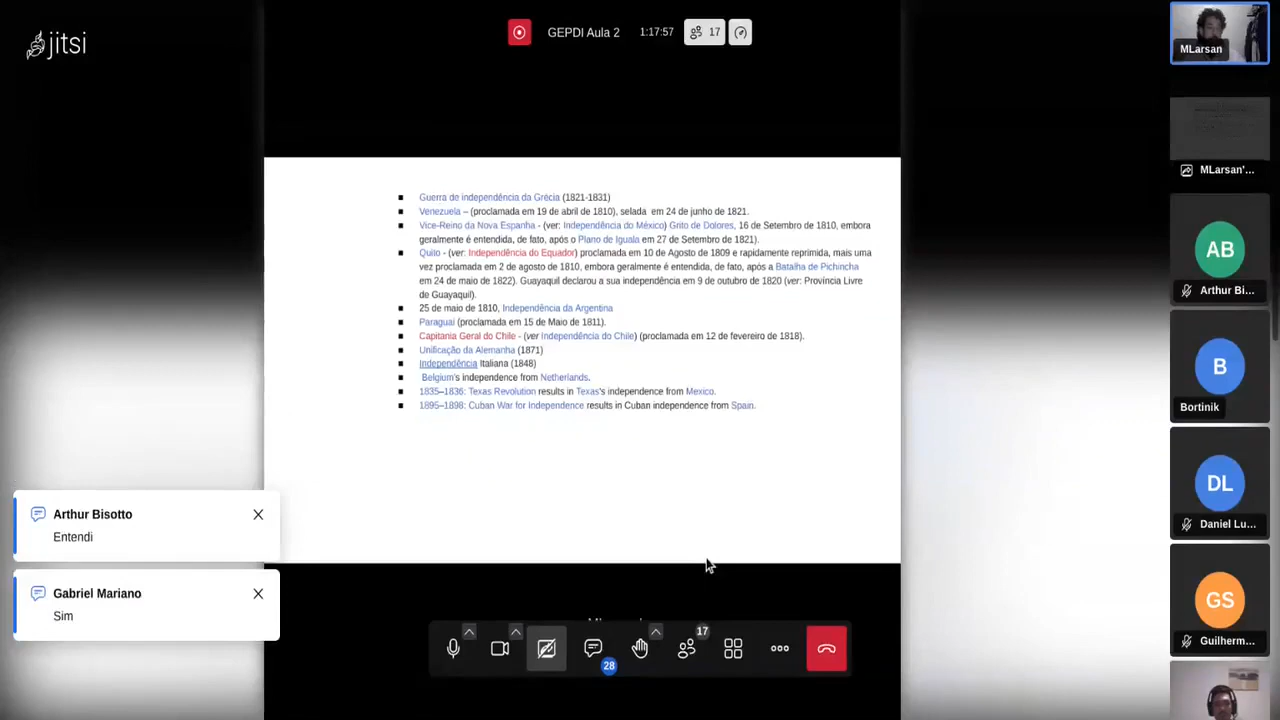 jitsi
GEPDI Aula 2
1:17:57
17
MLarsan
MLarsan'...
AB
Arthur Bi...
B
Bortinik
DL
Daniel Lu...
GS
Guilherm...
Guerra de independência da Grécia (1821-1831)
Venezuela – (proclamada em 19 de abril de 1810), selada em 24 de junho de 1821.
Vice-Reino da Nova Espanha - (ver: Independência do México) Grito de Dolores, 16 de Setembro de 1810, embora
geralmente é entendida, de fato, após o Plano de Iguala em 27 de Setembro de 1821).
Quito - (ver: Independência do Equador) proclamada em 10 de Agosto de 1809 e rapidamente reprimida, mais uma
vez proclamada em 2 de agosto de 1810, embora geralmente é entendida, de fato, após a Batalha de Pichincha
em 24 de maio de 1822). Guayaquil declarou a sua independência em 9 de outubro de 1820 (ver: Província Livre
de Guayaquil).
25 de maio de 1810, Independência da Argentina
Paraguai (proclamada em 15 de Maio de 1811).
Capitania Geral do Chile - (ver Independência do Chile) (proclamada em 12 de fevereiro de 1818).
Unificação da Alemanha (1871)
Independência Italiana (1848)
Belgium's independence from Netherlands.
1835–1836: Texas Revolution results in Texas's independence from Mexico.
1895–1898: Cuban War for Independence results in Cuban independence from Spain.
Arthur Bisotto
Entendi
Gabriel Mariano
Sim
17
28